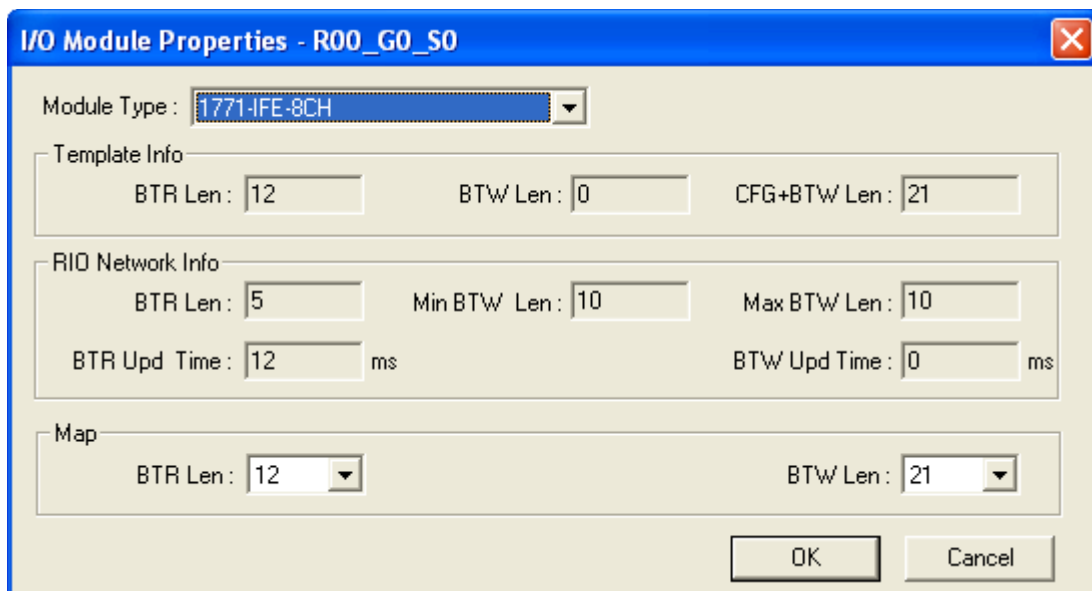 I/O Module Properties - R00_G0_S0
Module Type : 1771-IFE-8CH
Template Info
BTR Len : 12 BTW Len : 0 CFG+BTW Len : 21
RIO Network Info
BTR Len : 5 Min BTW Len : 10 Max BTW Len : 10
BTR Upd Time : 12 ms BTW Upd Time : 0 ms
Map
BTR Len : 12 BTW Len : 21
OK Cancel